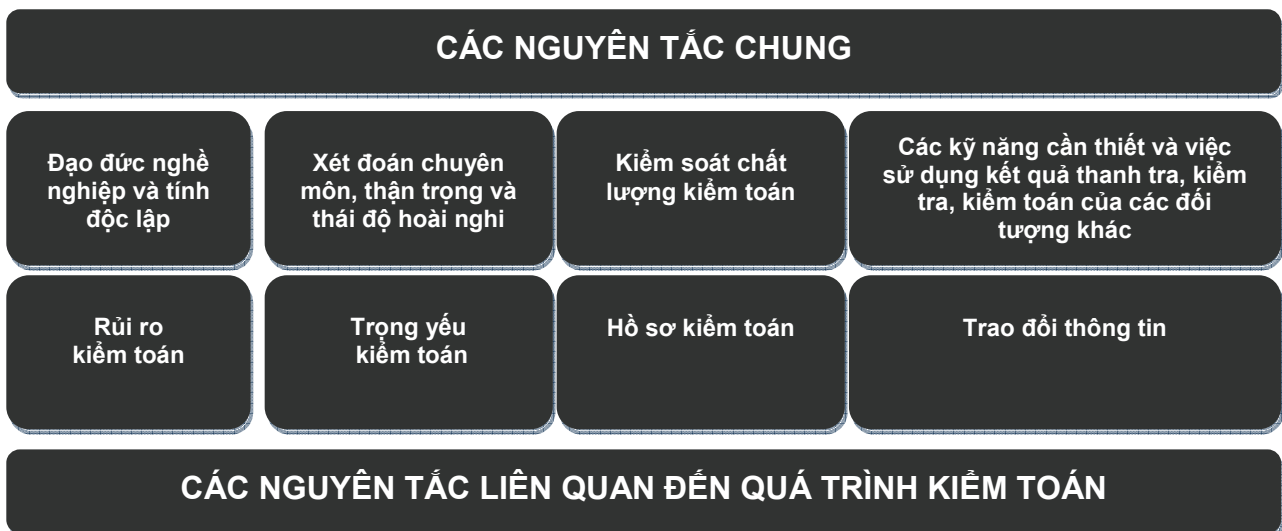 CÁC NGUYÊN TẮC CHUNG
Đạo đức nghề
nghiệp và tính
độc lập
Xét đoán chuyên
môn, thận trọng và
thái độ hoài nghi
Kiểm soát chất
lượng kiểm toán
Các kỹ năng cần thiết và việc
sử dụng kết quả thanh tra, kiểm
tra, kiểm toán của các đối
tượng khác
Rủi ro
kiểm toán
Trọng yếu
kiểm toán
Hồ sơ kiểm toán
Trao đổi thông tin
CÁC NGUYÊN TẮC LIÊN QUAN ĐẾN QUÁ TRÌNH KIỂM TOÁN